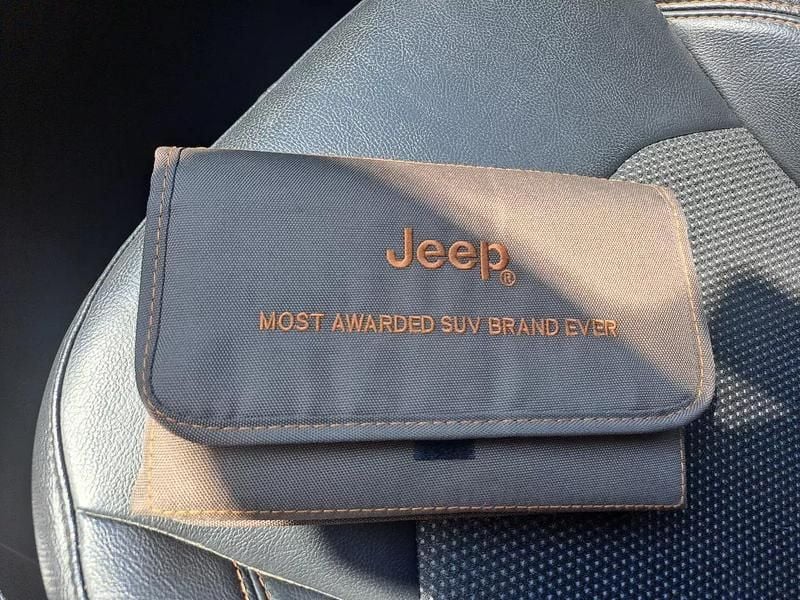 Jeep®
MOST AWARDED SUV BRAND EVER